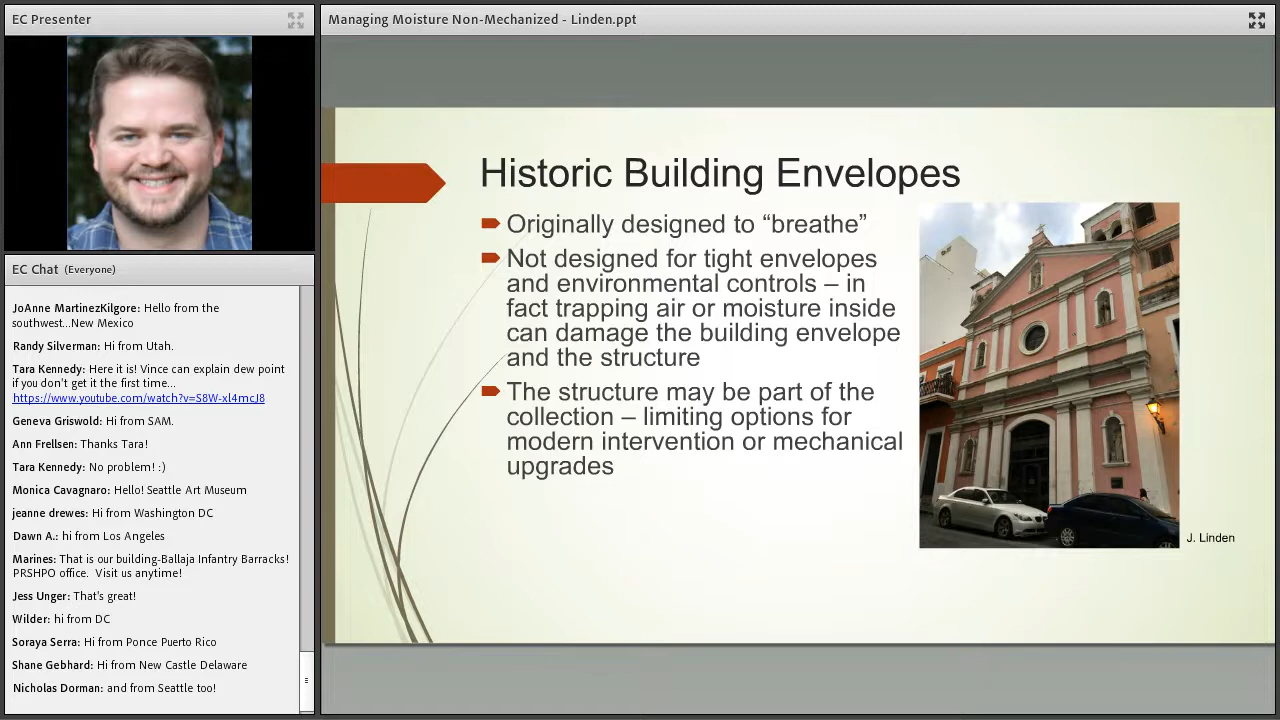 EC Presenter
Managing Moisture Non-Mechanized - Linden.ppt
EC Chat (Everyone)
JoAnne MartinezKilgore: Hello from the
southwest...New Mexico
Randy Silverman: Hi from Utah.
Tara Kennedy: Here it is! Vince can explain dew point
if you don't get it the first time...
https://www.youtube.com/watch?v=S8W-xl4mcJ8
Geneva Griswold: Hi from SAM.
Ann Frellsen: Thanks Tara!
Tara Kennedy: No problem! :)
Monica Cavagnaro: Hello! Seattle Art Museum
jeanne drewes: Hi from Washington DC
Dawn A.: hi from Los Angeles
Marines: That is our building-Ballaja Infantry Barracks!
PRSHPO office.  Visit us anytime!
Jess Unger: That's great!
Wilder: hi from DC
Soraya Serra: Hi from Ponce Puerto Rico
Shane Gebhard: Hi from New Castle Delaware
Nicholas Dorman: and from Seattle too!
Historic Building Envelopes
Originally designed to “breathe”
Not designed for tight envelopes
and environmental controls – in
fact trapping air or moisture inside
can damage the building envelope
and the structure
The structure may be part of the
collection – limiting options for
modern intervention or mechanical
upgrades
J. Linden